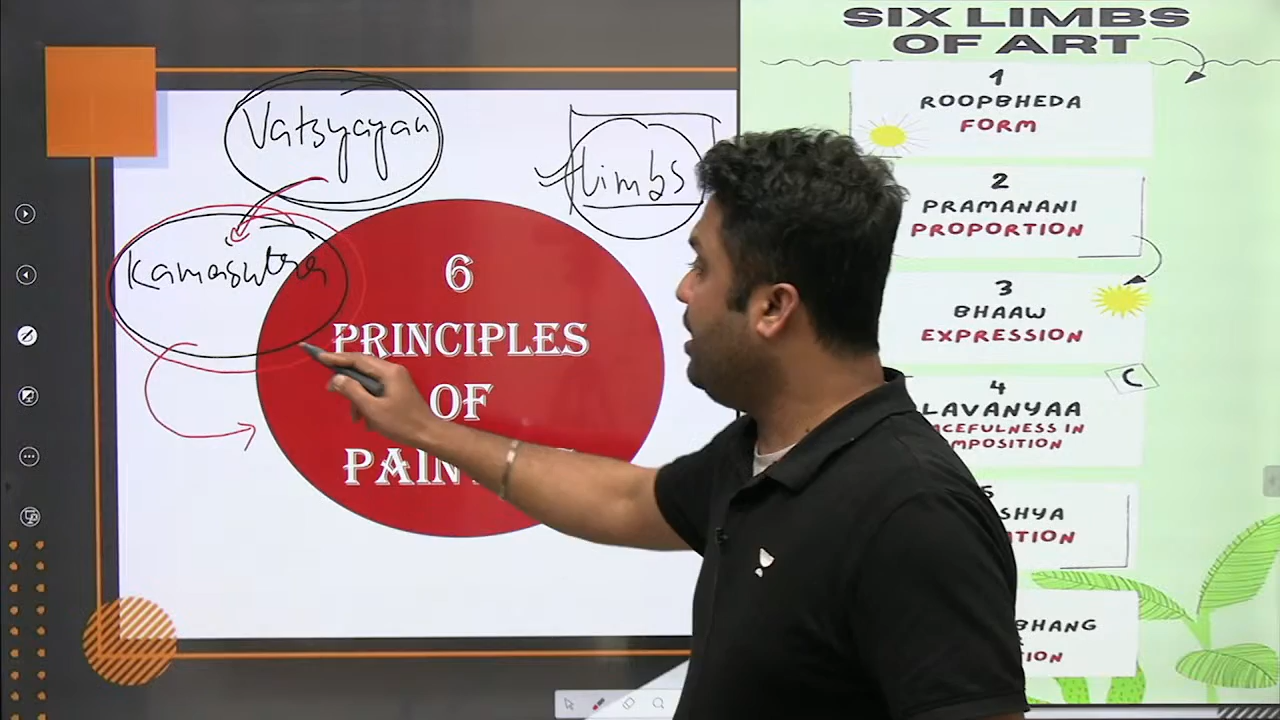 Vatsyayan
Limbs
Kamasutra
6
PRINCIPLES
OF
SIX LIMBS
OF ART
1
ROOPBHEDA
FORM
2
PRAMANANI
PROPORTION
3
BHAAW
EXPRESSION
C
4
LAVANYAA
IN